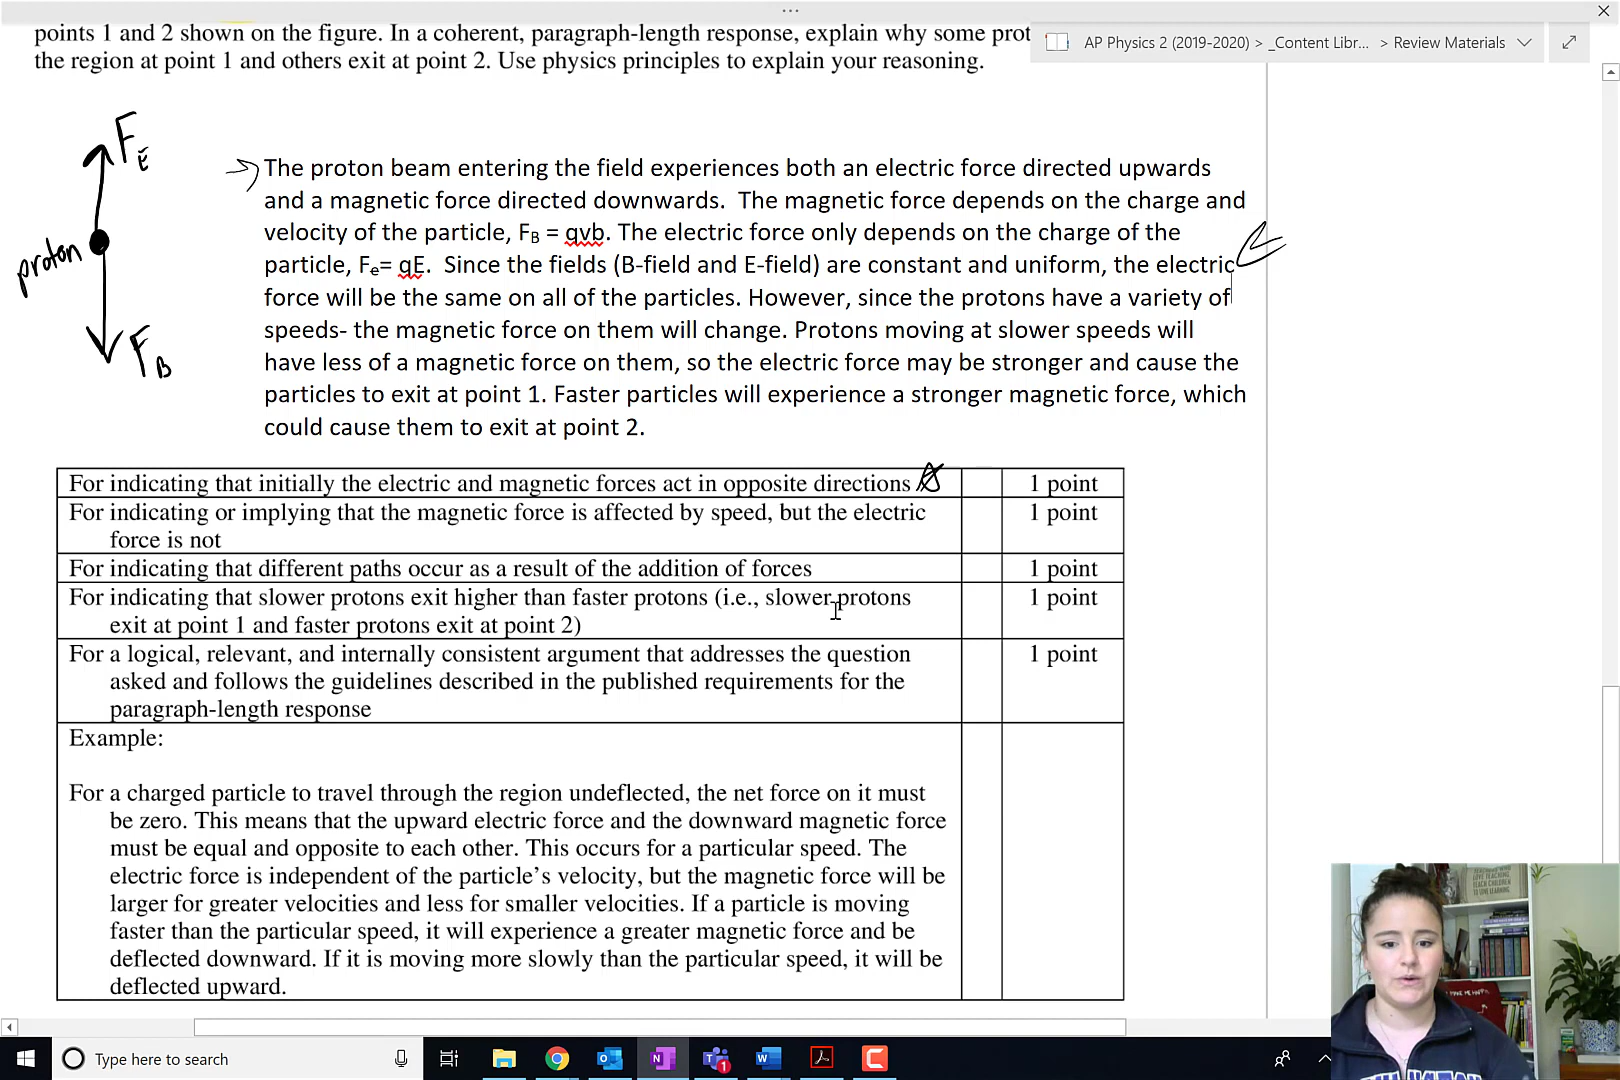 points 1 and 2 shown on the figure. In a coherent, paragraph-length response, explain why some prot
the region at point 1 and others exit at point 2. Use physics principles to explain your reasoning.
AP Physics 2 (2019-2020) > _Content Libr... > Review Materials
F
E
proton
F
B
The proton beam entering the field experiences both an electric force directed upwards
and a magnetic force directed downwards. The magnetic force depends on the charge and
velocity of the particle, FB = qvb. The electric force only depends on the charge of the
particle, Fe= qE. Since the fields (B-field and E-field) are constant and uniform, the electric
force will be the same on all of the particles. However, since the protons have a variety of
speeds- the magnetic force on them will change. Protons moving at slower speeds will
have less of a magnetic force on them, so the electric force may be stronger and cause the
particles to exit at point 1. Faster particles will experience a stronger magnetic force, which
could cause them to exit at point 2.
For indicating that initially the electric and magnetic forces act in opposite directions 1 point
For indicating or implying that the magnetic force is affected by speed, but the electric 1 point
force is not
For indicating that different paths occur as a result of the addition of forces 1 point
For indicating that slower protons exit higher than faster protons (i.e., slower protons 1 point
exit at point 1 and faster protons exit at point 2)
For a logical, relevant, and internally consistent argument that addresses the question 1 point
asked and follows the guidelines described in the published requirements for the
paragraph-length response
Example:
For a charged particle to travel through the region undeflected, the net force on it must
be zero. This means that the upward electric force and the downward magnetic force
must be equal and opposite to each other. This occurs for a particular speed. The
electric force is independent of the particle's velocity, but the magnetic force will be
larger for greater velocities and less for smaller velocities. If a particle is moving
faster than the particular speed, it will experience a greater magnetic force and be
deflected downward. If it is moving more slowly than the particular speed, it will be
deflected upward.
Type here to search